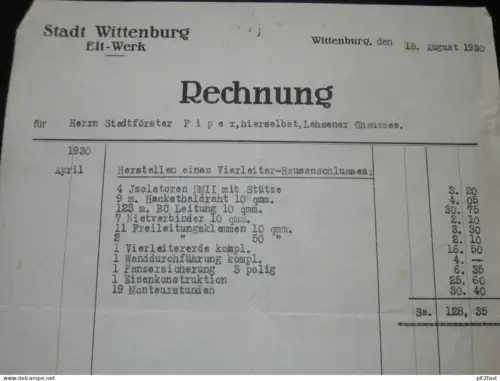 Stadt Wittenburg
Elt-Werk
Wittenburg, den 15. August 1930
Rechnung
für Herrn Stadtförster Piper, hierselbst, Lehsener Chaussee.
1930
April Herstellen eines Vierleiter-Hausanschlusses:
4 Jsolatoren NMII mit Stütze 3. 20
9 m. Hackethaldraht 10 qmm. 4. 05
123 m. BC Leitung 10 qmm. 30. 75
7 Nietverbinder 10 qmm. 2. 10
11 Freileitungsklemmen 10 qmm. 3. 30
2 " 50 " 2. 10
1 Vierleitererde kompl. 16. 50
1 Wanddurchführung kompl. 4. —
1 Panzersicherung 3 polig 6. 35
1 Eisenkonstruktion 25. 60
19 Monteurstunden 30. 40
Sa. 128, 35